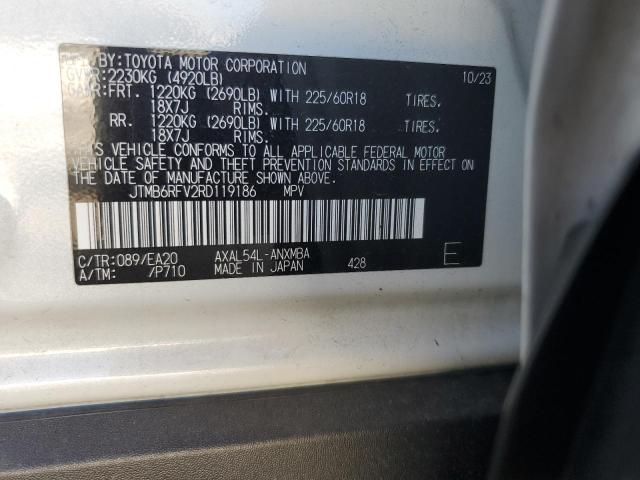 MFD. BY: TOYOTA MOTOR CORPORATION 10/23
GVWR: 2230KG (4920LB)
GAWR: FRT. 1220KG (2690LB) WITH 225/60R18 TIRES.
18X7J RIMS.
RR. 1220KG (2690LB) WITH 225/60R18 TIRES.
18X7J RIMS.
THIS VEHICLE CONFORMS TO ALL APPLICABLE FEDERAL MOTOR
VEHICLE SAFETY AND THEFT PREVENTION STANDARDS IN EFFECT ON
THE DATE OF MANUFACTURE SHOWN ABOVE.
JTMB6RFV2RD119186 MPV
C/TR: 089/EA20 AXAL54L-ANXMBA
A/TM: /P710 MADE IN JAPAN 428 E